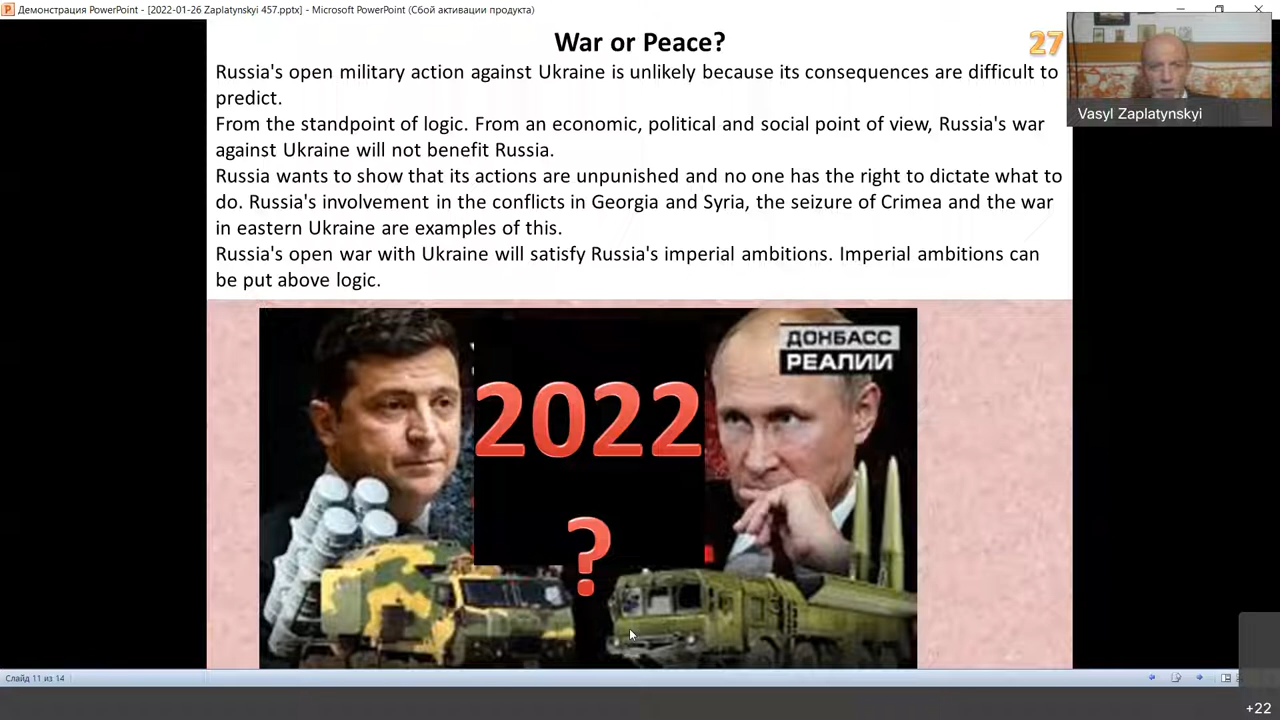 Демонстрация PowerPoint - [2022-01-26 Zaplatynskyi 457.pptx] - Microsoft PowerPoint (Сбой активации продукта)
War or Peace?
27
Russia's open military action against Ukraine is unlikely because its consequences are difficult to
predict.
From the standpoint of logic. From an economic, political and social point of view, Russia's war
against Ukraine will not benefit Russia.
Russia wants to show that its actions are unpunished and no one has the right to dictate what to
do. Russia's involvement in the conflicts in Georgia and Syria, the seizure of Crimea and the war
in eastern Ukraine are examples of this.
Russia's open war with Ukraine will satisfy Russia's imperial ambitions. Imperial ambitions can
be put above logic.
Vasyl Zaplatynskyi
ДОНБАСС
РЕАЛИИ
2022
?
Слайд 11 из 14
+22